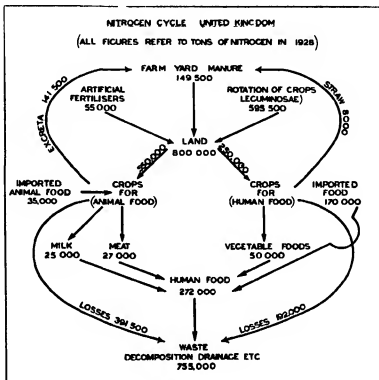 NITROGEN CYCLE UNITED KINGDOM
(ALL FIGURES REFER TO TONS OF NITROGEN IN 1928)
FARM YARD MANURE
149 500
EXCRETA 141 500
STRAW 8000
ARTIFICIAL
FERTILISERS
55000
ROTATION OF CROPS
LEGUMINOSAE)
595 500
LAND
800 000
550,000
250,000
IMPORTED
ANIMAL FOOD
35,000
CROPS
FOR
(ANIMAL FOOD)
CROPS
FOR
(HUMAN FOOD)
IMPORTED
FOOD
170 000
MILK
25 000
MEAT
27 000
VEGETABLE FOODS
50 000
HUMAN FOOD
272 000
LOSSES 391 500
LOSSES 192,000
WASTE
DECOMPOSITION DRAINAGE ETC
755,000